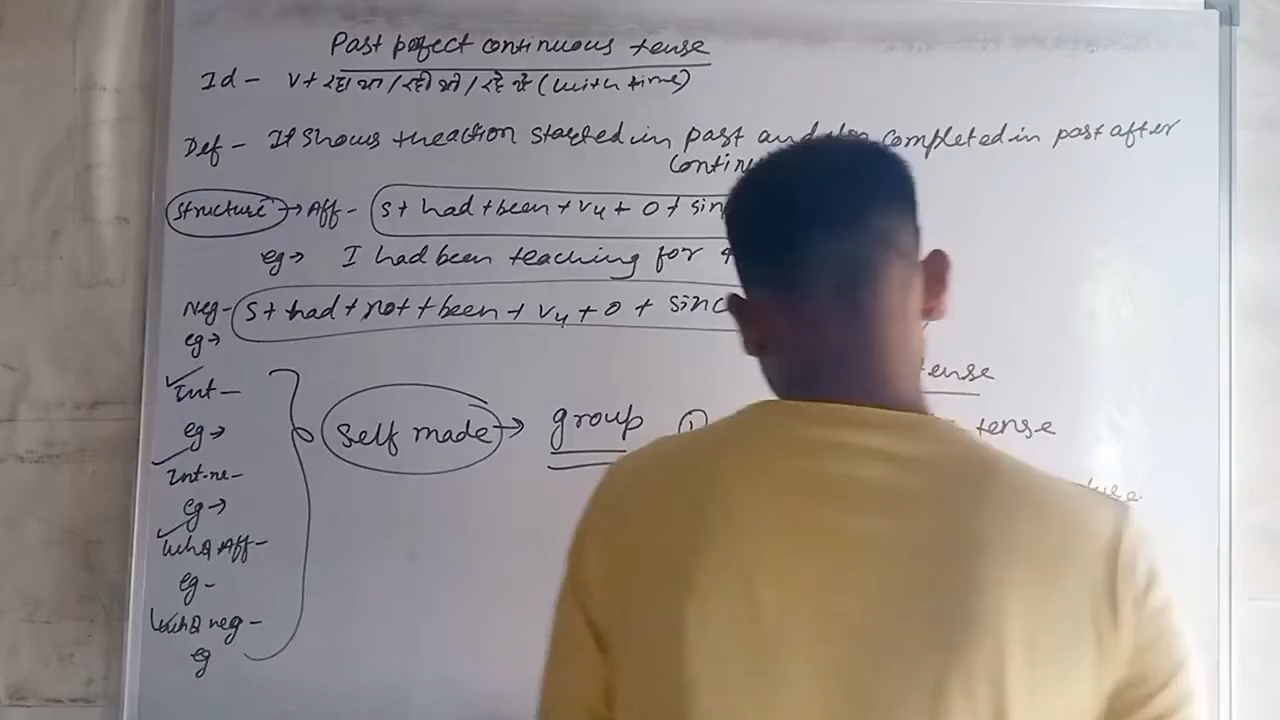 Past perfect continuous tense
Id - V + रहा था / रही थी / रहे थे (with time)
Def - It shows the action started in past and also completed in past after
contin
Structure → Aff - S + had + been + V4 + O + sin
eg → I had been teaching for
Neg - S + had + not + been + V4 + O + sinc
eg →
Int -
eg →
Int-ne -
eg →
Self made → group ①
tense
tense
WhQ Aff -
eg -
WhQ neg -
eg